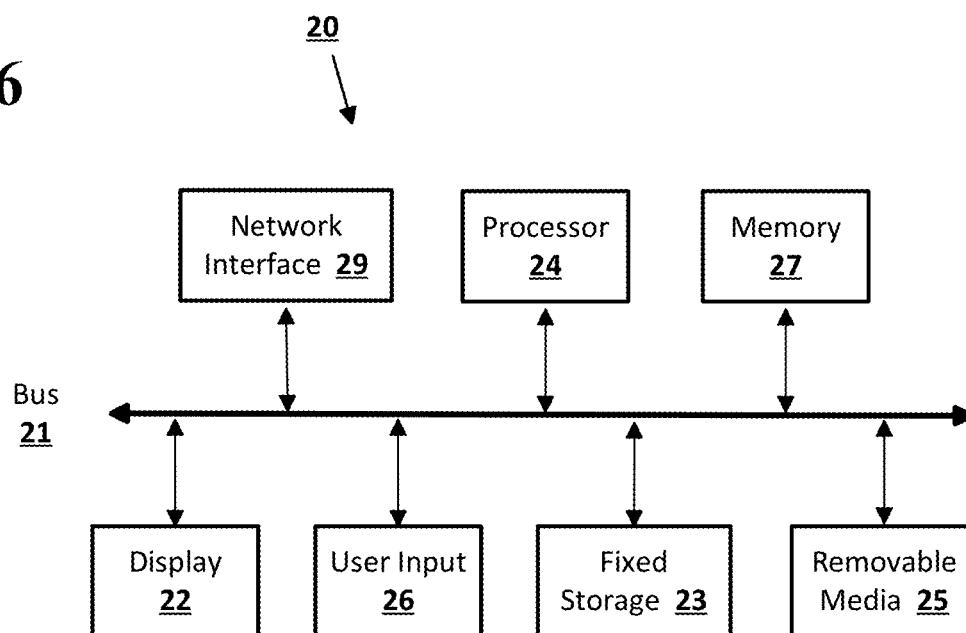 20
6
Network
Interface 29
Processor
24
Memory
27
Bus
21
Display
22
User Input
26
Fixed
Storage 23
Removable
Media 25